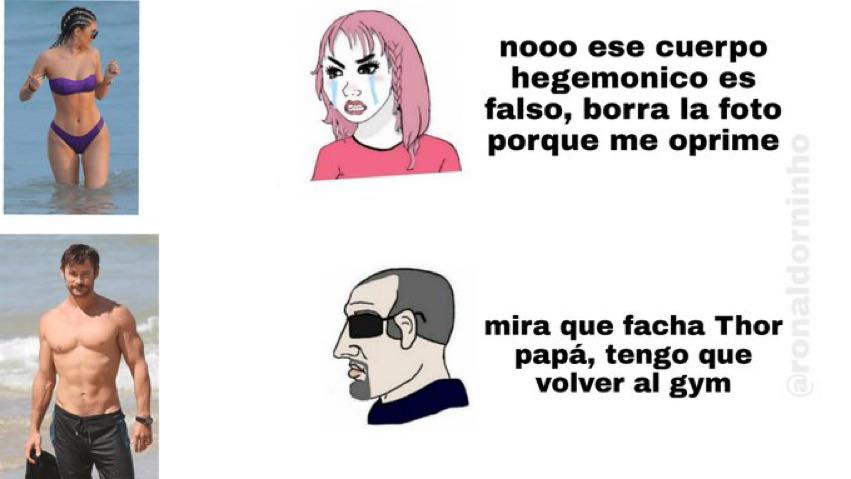 nooo ese cuerpo
hegemonico es
falso, borra la foto
porque me oprime
mira que facha Thor
papá, tengo que
volver al gym
@ronaldorninho